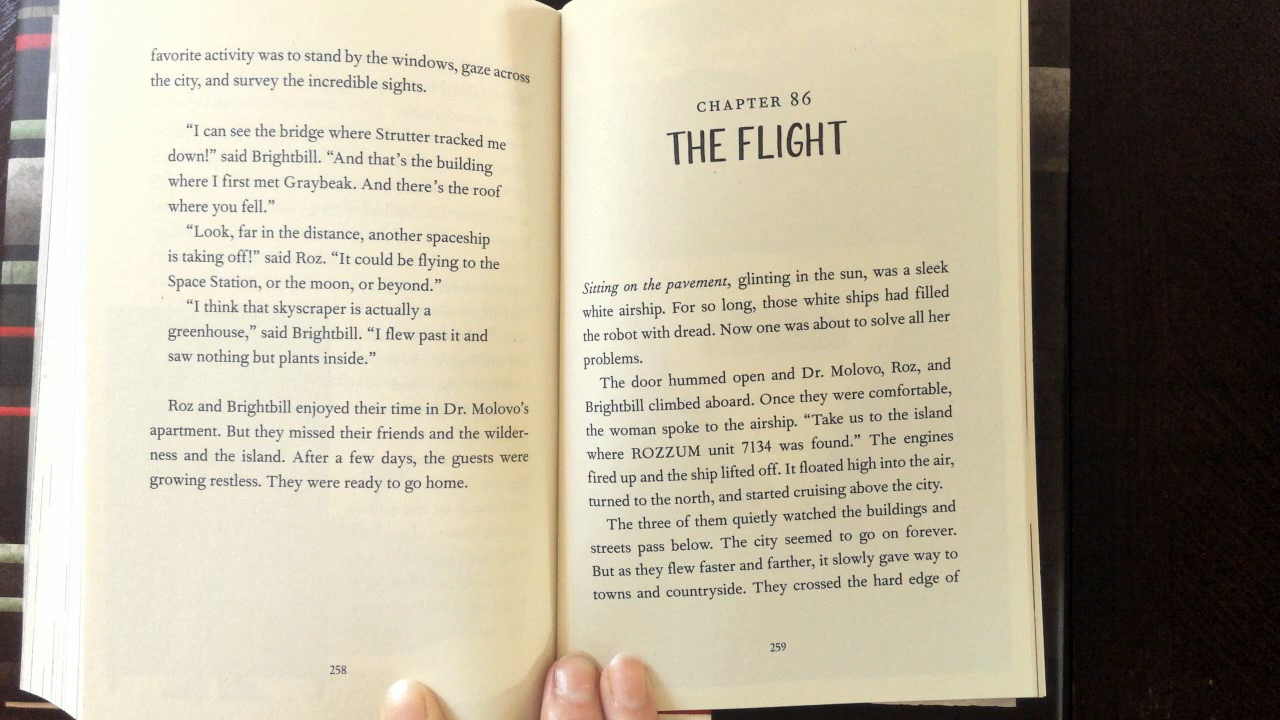 favorite activity was to stand by the windows, gaze across
the city, and survey the incredible sights.
“I can see the bridge where Strutter tracked me
down!” said Brightbill. “And that’s the building
where I first met Graybeak. And there’s the roof
where you fell.”
“Look, far in the distance, another spaceship
is taking off!” said Roz. “It could be flying to the
Space Station, or the moon, or beyond.”
“I think that skyscraper is actually a
greenhouse,” said Brightbill. “I flew past it and
saw nothing but plants inside.”
Roz and Brightbill enjoyed their time in Dr. Molovo’s
apartment. But they missed their friends and the wilder-
ness and the island. After a few days, the guests were
growing restless. They were ready to go home.
258
CHAPTER 86
THE FLIGHT
Sitting on the pavement, glinting in the sun, was a sleek
white airship. For so long, those white ships had filled
the robot with dread. Now one was about to solve all her
problems.
The door hummed open and Dr. Molovo, Roz, and
Brightbill climbed aboard. Once they were comfortable,
the woman spoke to the airship. “Take us to the island
where ROZZUM unit 7134 was found.” The engines
fired up and the ship lifted off. It floated high into the air,
turned to the north, and started cruising above the city.
The three of them quietly watched the buildings and
streets pass below. The city seemed to go on forever.
But as they flew faster and farther, it slowly gave way to
towns and countryside. They crossed the hard edge of
259